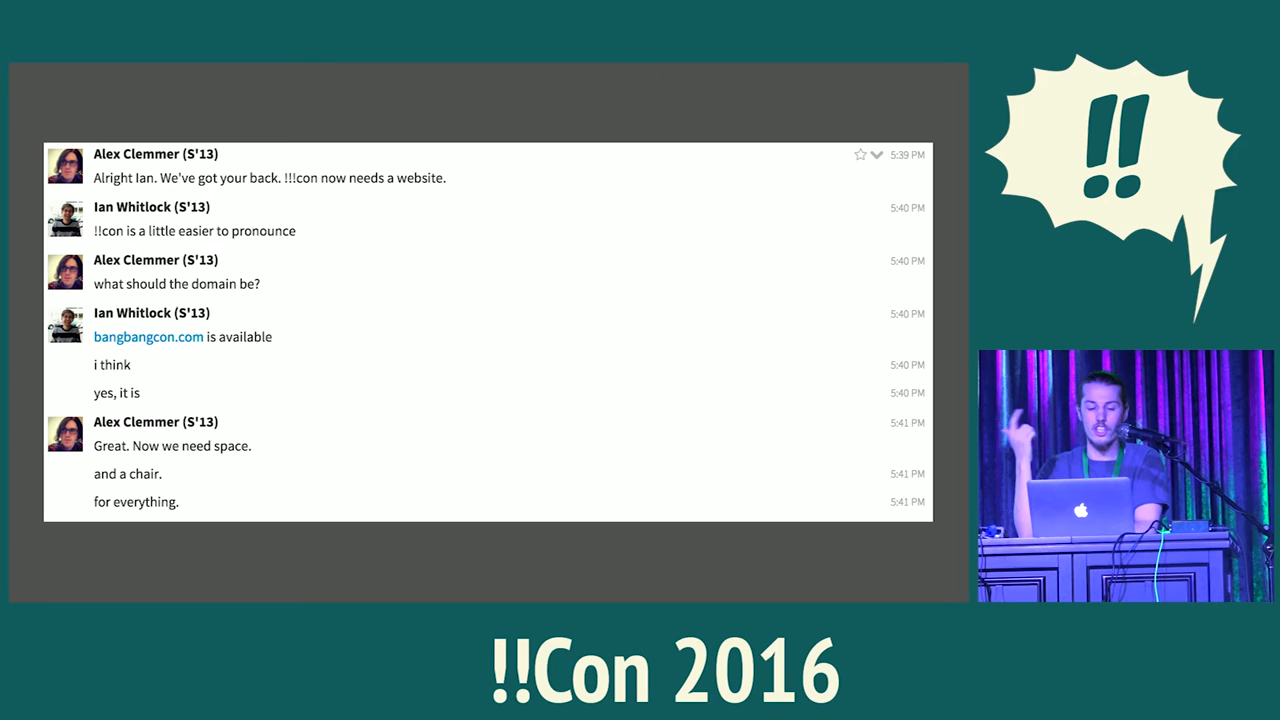 Alex Clemmer (S'13)
5:39 PM
Alright Ian. We've got your back. !!!con now needs a website.
Ian Whitlock (S'13)
5:40 PM
!!con is a little easier to pronounce
Alex Clemmer (S'13)
5:40 PM
what should the domain be?
Ian Whitlock (S'13)
5:40 PM
bangbangcon.com is available
i think
5:40 PM
yes, it is
5:40 PM
Alex Clemmer (S'13)
5:41 PM
Great. Now we need space.
and a chair.
5:41 PM
for everything.
5:41 PM
!!
!!Con 2016